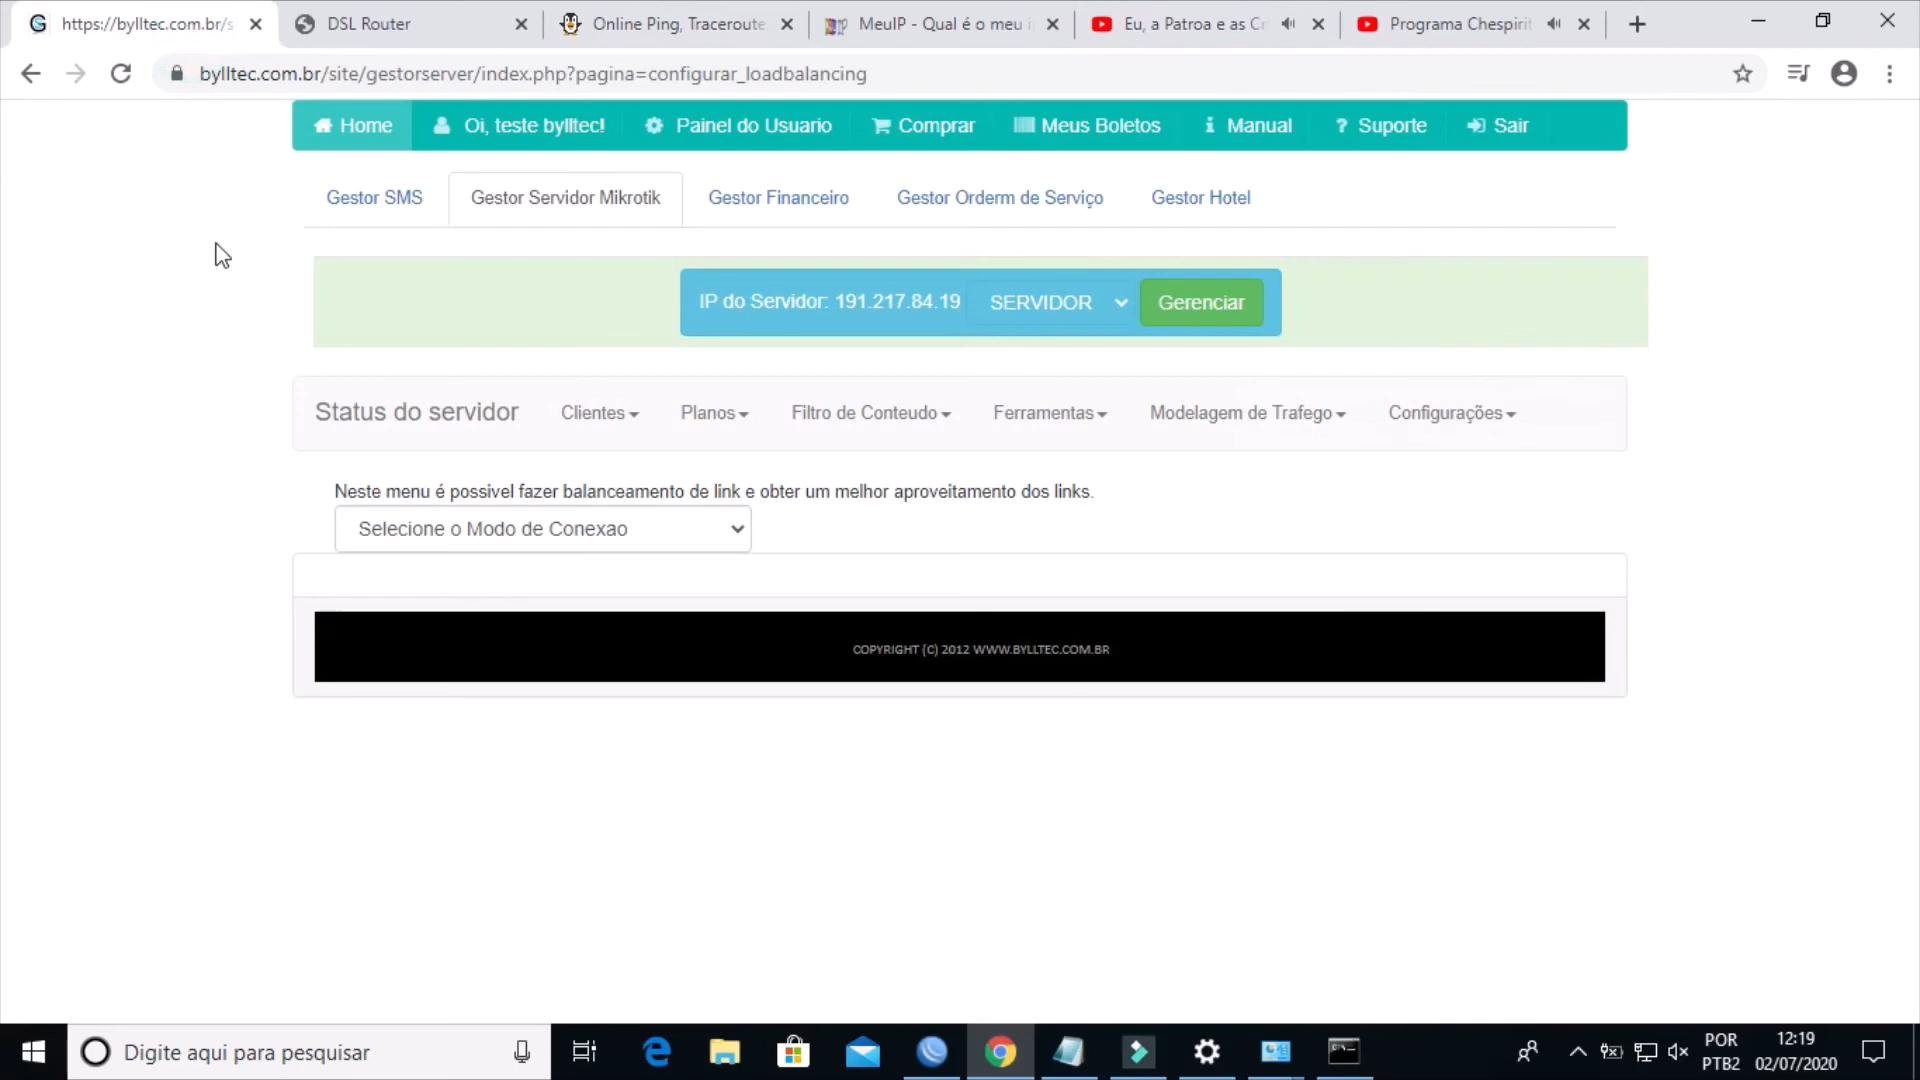 https://bylltec.com.br/s
DSL Router
Online Ping, Traceroute,
MeuIP - Qual é o meu i
Eu, a Patroa e as Cr
Programa Chespirit
bylltec.com.br/site/gestorserver/index.php?pagina=configurar_loadbalancing
Home
Oi, teste bylltec!
Painel do Usuario
Comprar
Meus Boletos
Manual
Suporte
Sair
Gestor SMS
Gestor Servidor Mikrotik
Gestor Financeiro
Gestor Orderm de Serviço
Gestor Hotel
IP do Servidor: 191.217.84.19
SERVIDOR
Gerenciar
Status do servidor
Clientes
Planos
Filtro de Conteudo
Ferramentas
Modelagem de Trafego
Configurações
Neste menu é possivel fazer balanceamento de link e obter um melhor aproveitamento dos links.
Selecione o Modo de Conexao
COPYRIGHT (C) 2012 WWW.BYLLTEC.COM.BR
Digite aqui para pesquisar
POR
PTB2
12:19
02/07/2020